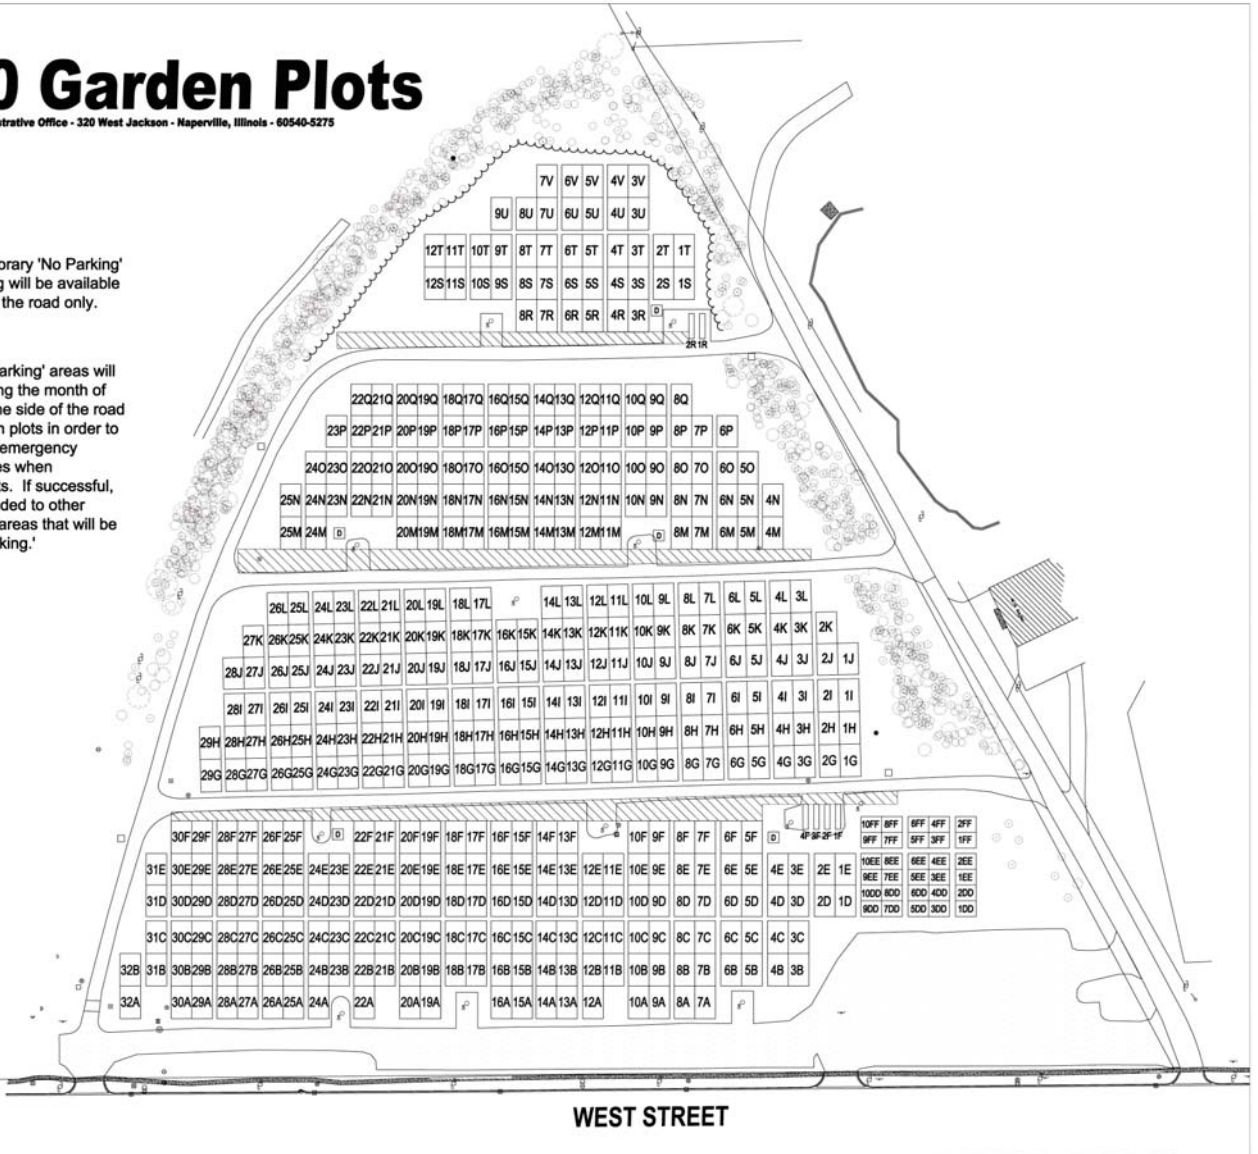 0 Garden Plots
strative Office - 320 West Jackson - Naperville, Illinois - 60540-5275
orary 'No Parking'
g will be available
the road only.
arking' areas will
ng the month of
ne side of the road
n plots in order to
emergency
es when
ts. If successful,
ded to other
areas that will be
king.'
7V 6V 5V 4V 3V
9U 8U 7U 6U 5U 4U 3U
12T 11T 10T 9T 8T 7T 6T 5T 4T 3T 2T 1T
12S 11S 10S 9S 8S 7S 6S 5S 4S 3S 2S 1S
8R 7R 6R 5R 4R 3R D
2R 1R
22Q 21Q 20Q 19Q 18Q 17Q 16Q 15Q 14Q 13Q 12Q 11Q 10Q 9Q 8Q
23P 22P 21P 20P 19P 18P 17P 16P 15P 14P 13P 12P 11P 10P 9P 8P 7P 6P
24O 23O 22O 21O 20O 19O 18O 17O 16O 15O 14O 13O 12O 11O 10O 9O 8O 7O 6O 5O
25N 24N 23N 22N 21N 20N 19N 18N 17N 16N 15N 14N 13N 12N 11N 10N 9N 8N 7N 6N 5N 4N
25M 24M D 20M 19M 18M 17M 16M 15M 14M 13M 12M 11M D 8M 7M 6M 5M 4M
26L 25L 24L 23L 22L 21L 20L 19L 18L 17L 14L 13L 12L 11L 10L 9L 8L 7L 6L 5L 4L 3L
27K 26K 25K 24K 23K 22K 21K 20K 19K 18K 17K 16K 15K 14K 13K 12K 11K 10K 9K 8K 7K 6K 5K 4K 3K 2K
28J 27J 26J 25J 24J 23J 22J 21J 20J 19J 18J 17J 16J 15J 14J 13J 12J 11J 10J 9J 8J 7J 6J 5J 4J 3J 2J 1J
28I 27I 26I 25I 24I 23I 22I 21I 20I 19I 18I 17I 16I 15I 14I 13I 12I 11I 10I 9I 8I 7I 6I 5I 4I 3I 2I 1I
29H 28H 27H 26H 25H 24H 23H 22H 21H 20H 19H 18H 17H 16H 15H 14H 13H 12H 11H 10H 9H 8H 7H 6H 5H 4H 3H 2H 1H
29G 28G 27G 26G 25G 24G 23G 22G 21G 20G 19G 18G 17G 16G 15G 14G 13G 12G 11G 10G 9G 8G 7G 6G 5G 4G 3G 2G 1G
30F 29F 28F 27F 26F 25F D 22F 21F 20F 19F 18F 17F 16F 15F 14F 13F 10F 9F 8F 7F 6F 5F D 4F 3F 2F 1F
10FF 8FF 6FF 4FF 2FF
9FF 7FF 5FF 3FF 1FF
31E 30E 29E 28E 27E 26E 25E 24E 23E 22E 21E 20E 19E 18E 17E 16E 15E 14E 13E 12E 11E 10E 9E 8E 7E 6E 5E 4E 3E 2E 1E
10EE 8EE 6EE 4EE 2EE
9EE 7EE 5EE 3EE 1EE
31D 30D 29D 28D 27D 26D 25D 24D 23D 22D 21D 20D 19D 18D 17D 16D 15D 14D 13D 12D 11D 10D 9D 8D 7D 6D 5D 4D 3D 2D 1D
10DD 8DD 6DD 4DD 2DD
9DD 7DD 5DD 3DD 1DD
31C 30C 29C 28C 27C 26C 25C 24C 23C 22C 21C 20C 19C 18C 17C 16C 15C 14C 13C 12C 11C 10C 9C 8C 7C 6C 5C 4C 3C
32B 31B 30B 29B 28B 27B 26B 25B 24B 23B 22B 21B 20B 19B 18B 17B 16B 15B 14B 13B 12B 11B 10B 9B 8B 7B 6B 5B 4B 3B
32A 30A 29A 28A 27A 26A 25A 24A 22A 20A 19A 16A 15A 14A 13A 12A 10A 9A 8A 7A
WEST STREET